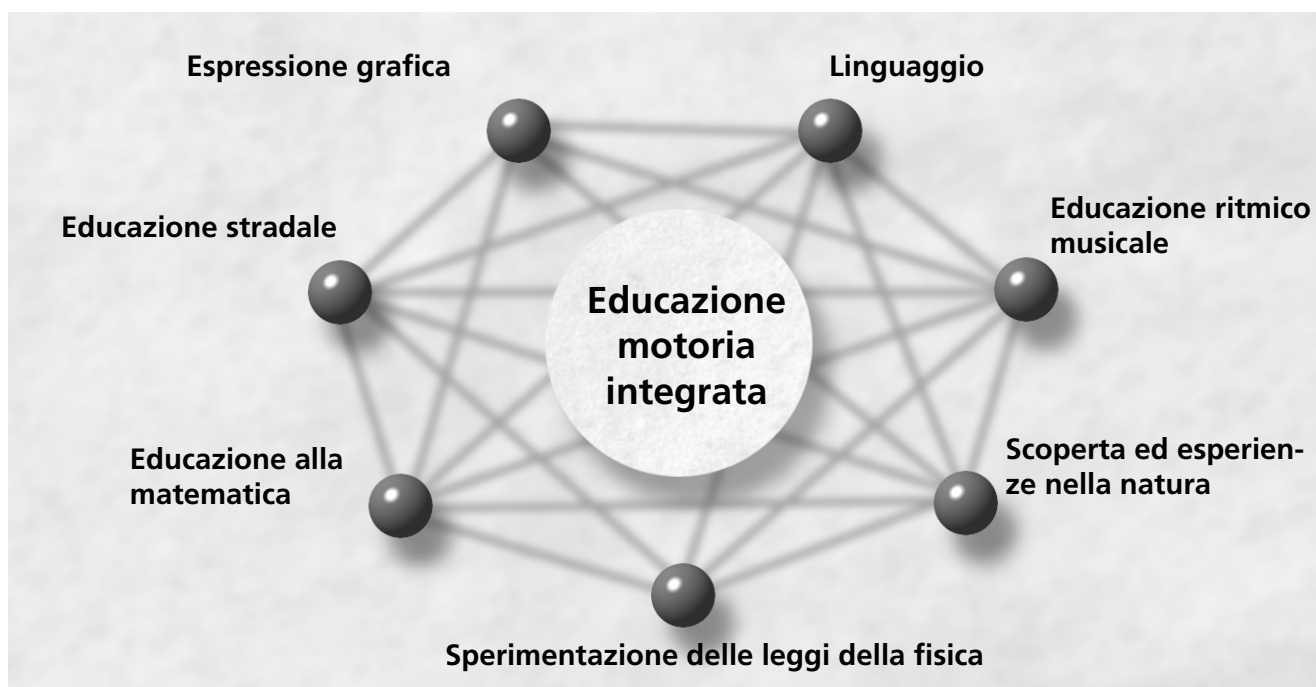 Espressione grafica
Linguaggio
Educazione stradale
Educazione ritmico
musicale
Educazione
motoria
integrata
Educazione alla
matematica
Scoperta ed esperien-
ze nella natura
Sperimentazione delle leggi della fisica